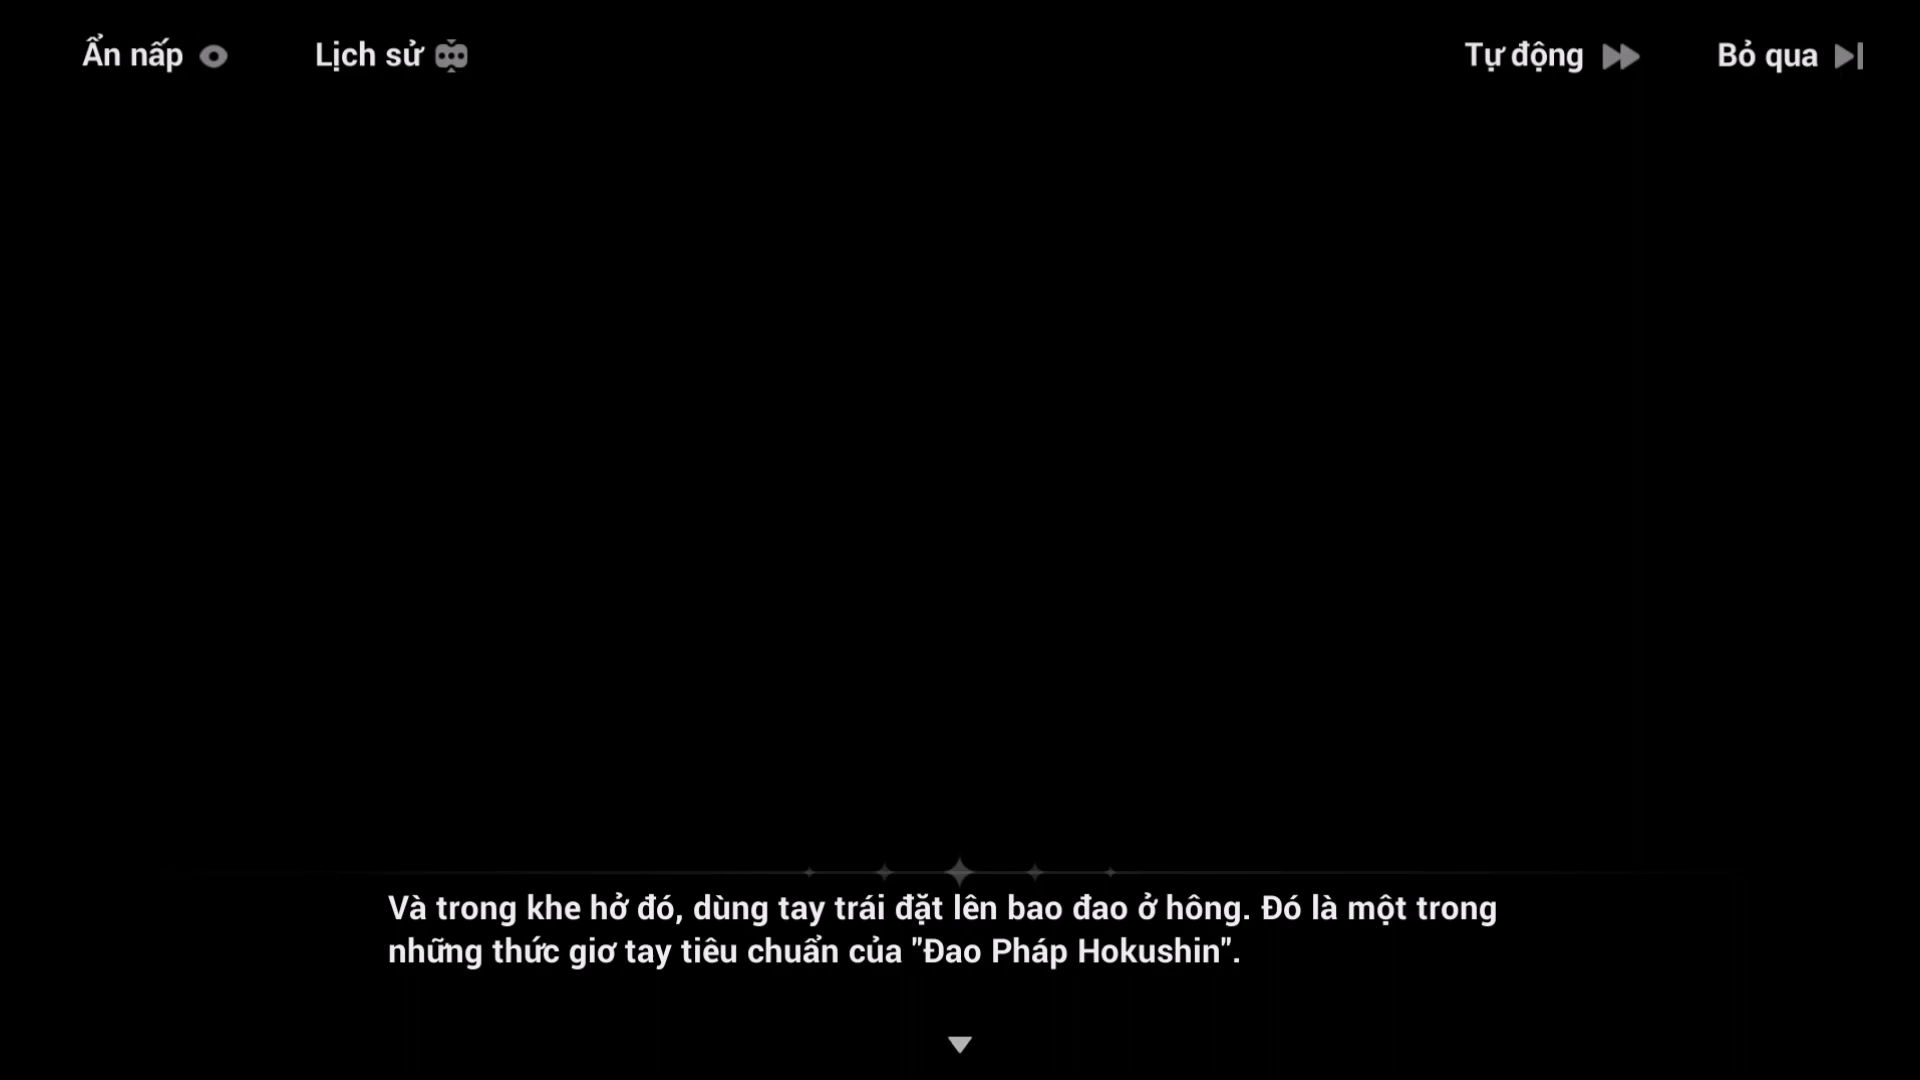 Ẩn nấp
Lịch sử
Tự động
Bỏ qua
Và trong khe hở đó, dùng tay trái đặt lên bao đao ở hông. Đó là một trong
những thức giơ tay tiêu chuẩn của "Đao Pháp Hokushin".